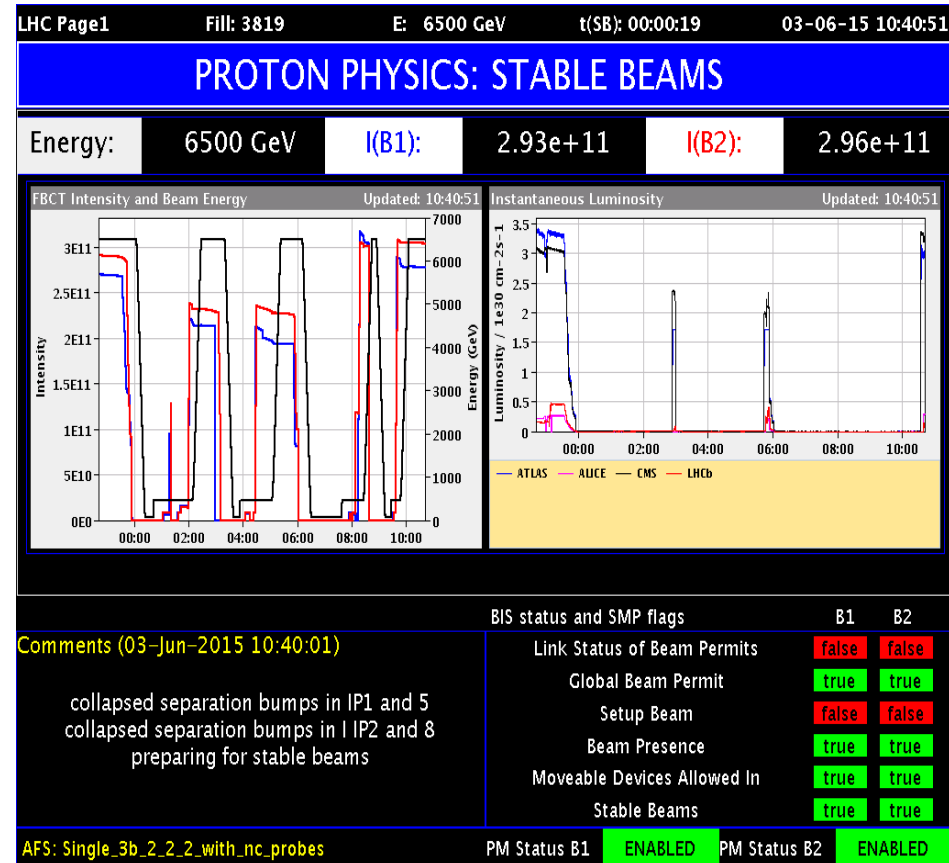 LHC Page1 Fill: 3819 E: 6500 GeV t(SB): 00:00:19 03-06-15 10:40:51
PROTON PHYSICS: STABLE BEAMS
Energy: 6500 GeV I(B1): 2.93e+11 I(B2): 2.96e+11
FBCT Intensity and Beam Energy Updated: 10:40:51
Intensity
3E11
2.5E11
2E11
1.5E11
1E11
5E10
0E0
7000
6000
5000
4000
3000
2000
1000
0
Energy (GeV)
00:00 02:00 04:00 06:00 08:00 10:00
Instantaneous Luminosity Updated: 10:40:51
Luminosity / 1e30 cm-2s-1
3.5
3
2.5
2
1.5
1
0.5
0
00:00 02:00 04:00 06:00 08:00 10:00
ATLAS ALICE CMS LHCb
Comments (03-Jun-2015 10:40:01)
collapsed separation bumps in IP1 and 5
collapsed separation bumps in I IP2 and 8
preparing for stable beams
BIS status and SMP flags B1 B2
Link Status of Beam Permits false false
Global Beam Permit true true
Setup Beam false false
Beam Presence true true
Moveable Devices Allowed In true true
Stable Beams true true
AFS: Single_3b_2_2_2_with_nc_probes PM Status B1 ENABLED PM Status B2 ENABLED